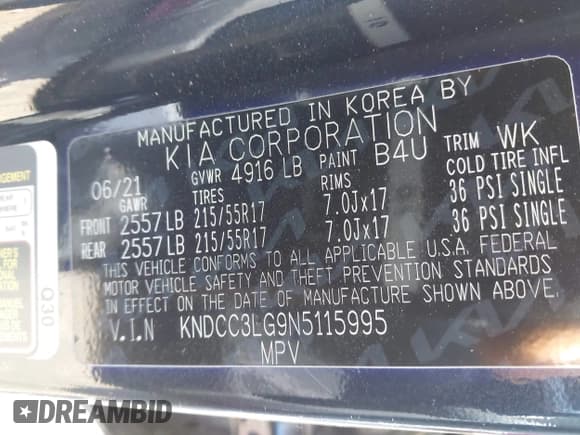 MANUFACTURED IN KOREA BY
KIA CORPORATION
06/21 GVWR 4916 LB PAINT B4U TRIM WK
GAWR TIRES RIMS COLD TIRE INFL
FRONT 2557 LB 215/55R17 7.0Jx17 36 PSI SINGLE
REAR 2557 LB 215/55R17 7.0Jx17 36 PSI SINGLE
THIS VEHICLE CONFORMS TO ALL APPLICABLE U.S.A. FEDERAL
MOTOR VEHICLE SAFETY AND THEFT PREVENTION STANDARDS
IN EFFECT ON THE DATE OF MANUFACTURE SHOWN ABOVE.
V.I.N KNDCC3LG9N5115995
MPV
Q30
DREAMBID